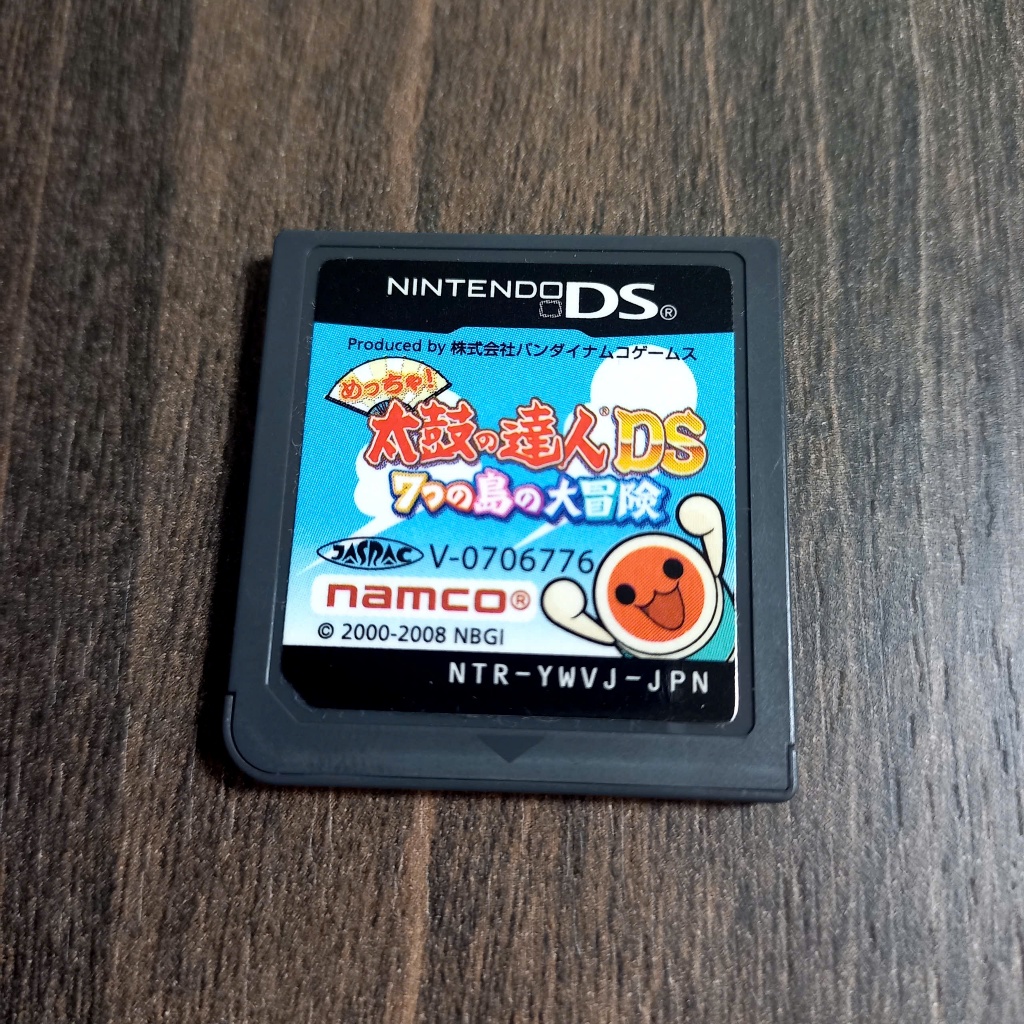 NINTENDO DS®
Produced by 株式会社バンダイナムコゲームス
めっちゃ!
太鼓の達人® DS
7つの島の大冒険
JASRAC V-0706776
namco®
© 2000-2008 NBGI
NTR-YWVJ-JPN